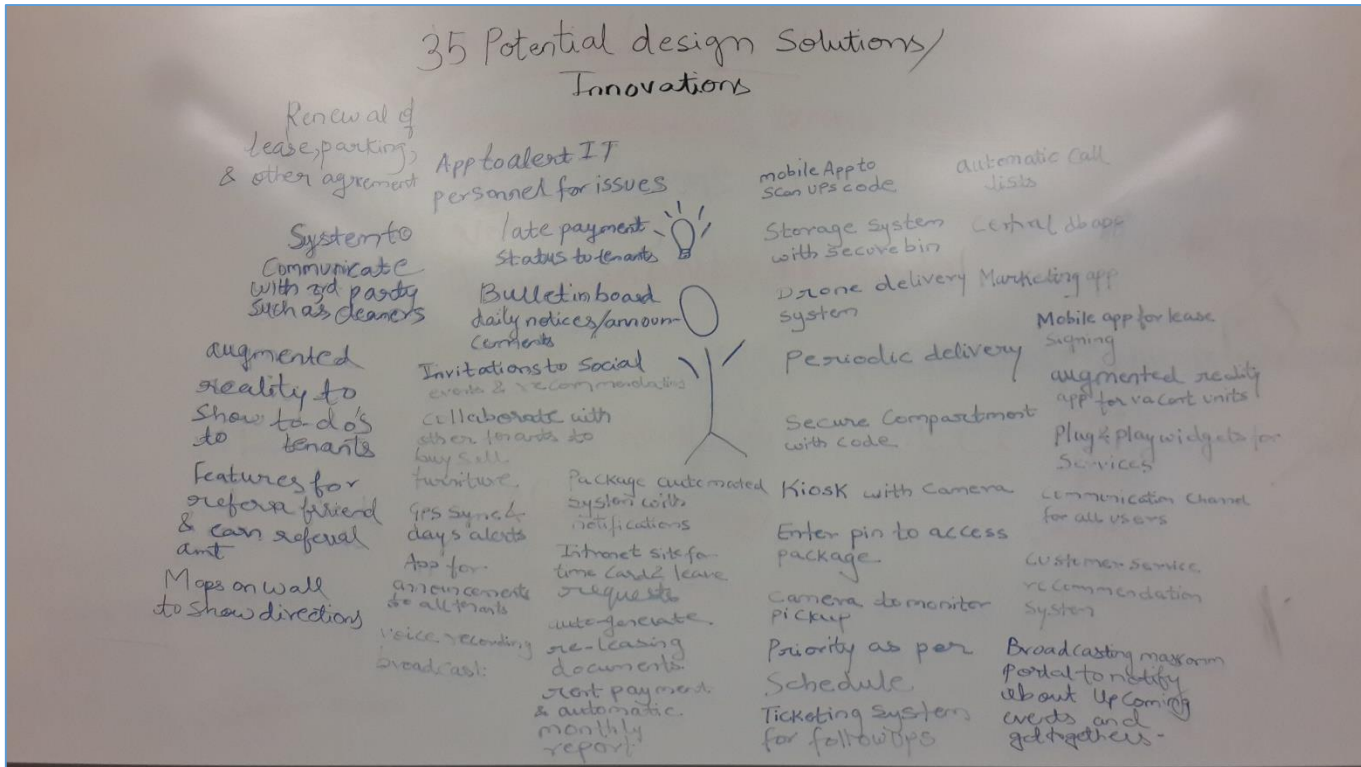 35 Potential design Solutions/
Innovations
Renewal of
lease, parking,
& other agreement
System to
Communicate
with 3rd party
such as cleaners
augmented
reality to
show to-do's
to tenants
Features for
refer a friend
& earn referral
amt
Maps on wall
to show directions
App to alert IT
personnel for issues
late payment
status to tenants
Bulletin board
daily notices/announ-
cements
Invitations to social
events & recommendations
collaborate with
other tenants to
buy sell
furniture.
GPS sync &
days alerts
App for
announcements
to all tenants
voice recording
broadcast.
Package automated
system with
notifications
Intranet site for
time card & leave
requests
auto-generate
re-leasing
documents.
rent payment
& automatic
monthly
report.
mobile App to
scan UPS code
Storage system
with secure bin
Drone delivery
system
Periodic delivery
Secure Compartment
with code
Kiosk with Camera
Enter pin to access
package.
camera to monitor
pickup
Priority as per
Schedule
Ticketing System
for followups
automatic Call
lists
Central db app
Marketing app
Mobile app for lease
signing
augmented reality
app for vacant units
Plug & play widgets for
Services
communication channel
for all users
customer service
recommendation
system
Broadcasting
Portal to notify
about upcoming
events and
get togethers-